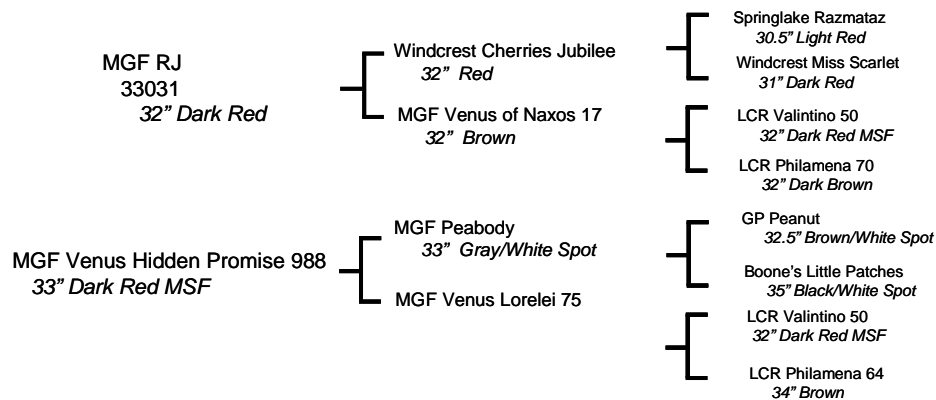 MGF RJ
33031
32” Dark Red
Windcrest Cherries Jubilee
32” Red
MGF Venus of Naxos 17
32” Brown
Springlake Razmataz
30.5” Light Red
Windcrest Miss Scarlet
31” Dark Red
LCR Valintino 50
32” Dark Red MSF
LCR Philamena 70
32” Dark Brown
MGF Venus Hidden Promise 988
33” Dark Red MSF
MGF Peabody
33” Gray/White Spot
MGF Venus Lorelei 75
GP Peanut
32.5” Brown/White Spot
Boone’s Little Patches
35” Black/White Spot
LCR Valintino 50
32” Dark Red MSF
LCR Philamena 64
34” Brown